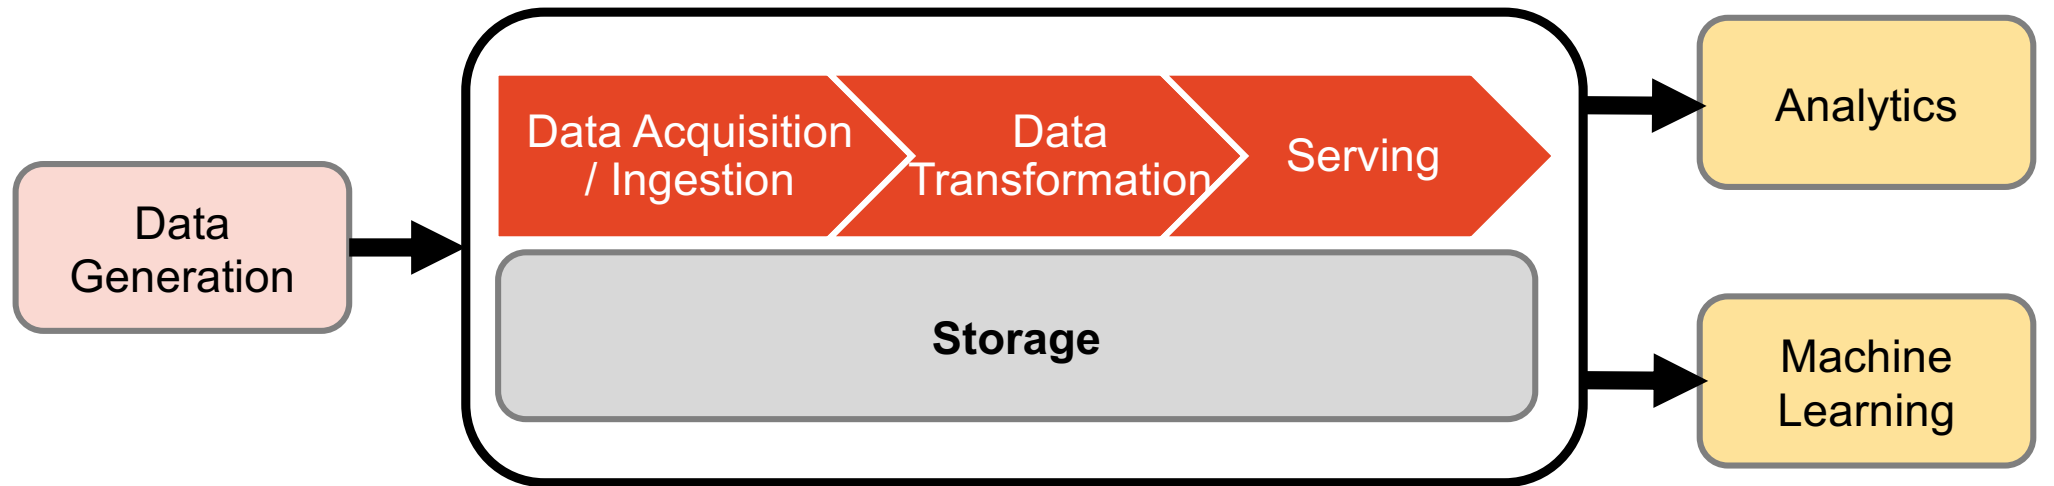 Data
Generation
Data Acquisition
/ Ingestion
Data
Transformation
Serving
Storage
Analytics
Machine
Learning